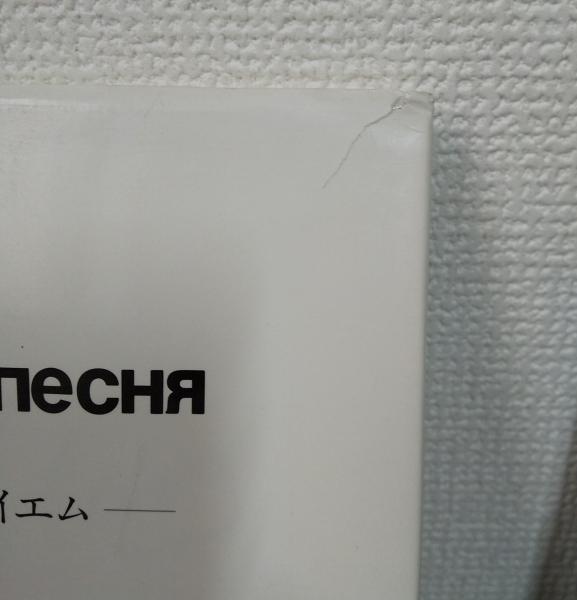 песня
イエム ——